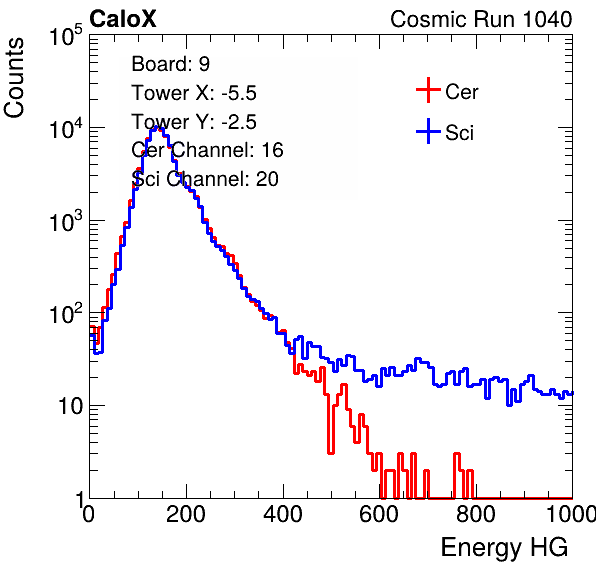 CaloX Cosmic Run 1040
Counts
10^5
10^4
10^3
10^2
10
1
Board: 9
Tower X: -5.5
Tower Y: -2.5
Cer Channel: 16
Sci Channel: 20
Cer
Sci
0 200 400 600 800 1000
Energy HG